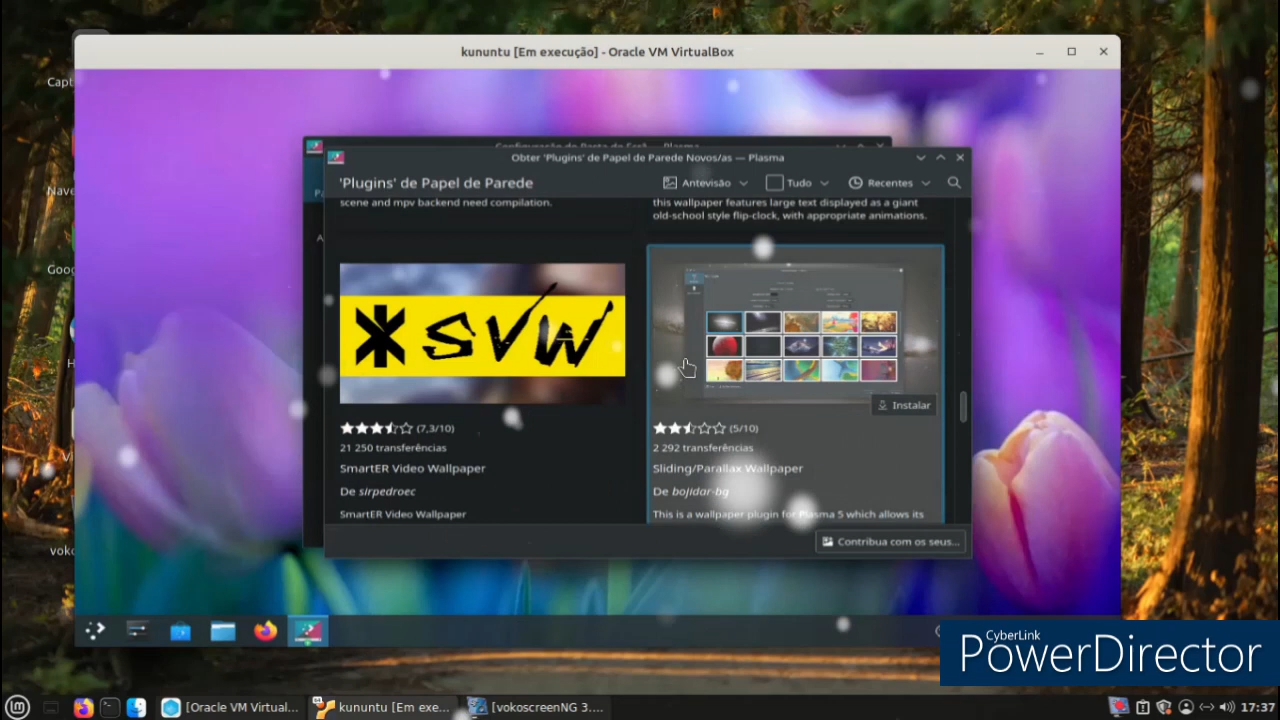 Capt
kununtu [Em execução] - Oracle VM VirtualBox
Obter 'Plugins' de Papel de Parede Novos/as — Plasma
'Plugins' de Papel de Parede
Antevisão
Tudo
Recentes
Nave
scene and mpv backend need compilation.
this wallpaper features large text displayed as a giant
old-school style flip-clock, with appropriate animations.
Goog
SVW
Instalar
(7,3/10)
21 250 transferências
SmartER Video Wallpaper
De sirpedroec
SmartER Video Wallpaper
(5/10)
2 292 transferências
Sliding/Parallax Wallpaper
De bojidar-bg
This is a wallpaper plugin for Plasma 5 which allows its
voko
Contribua com os seus...
CyberLink
PowerDirector
[Oracle VM Virtual...
kununtu [Em exe...
[vokoscreenNG 3....
17:37